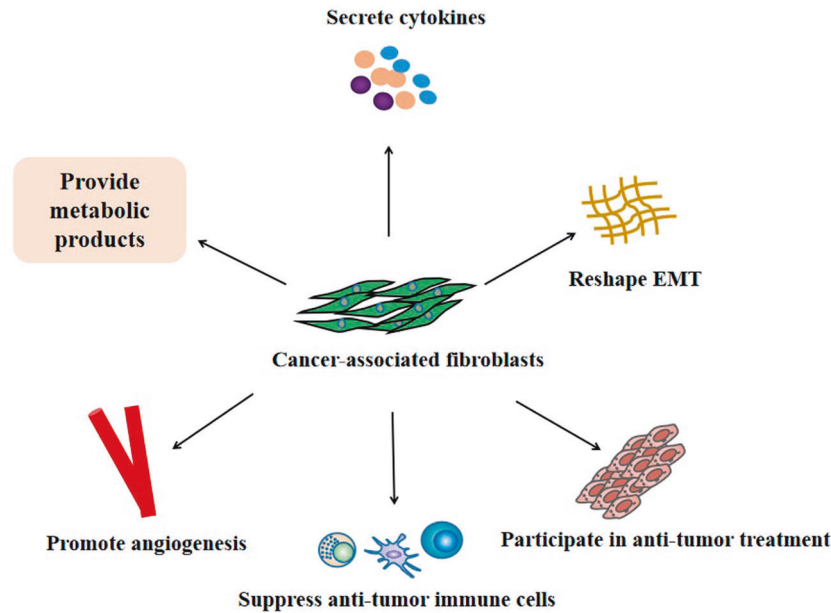 Secrete cytokines
Provide
metabolic
products
Reshape EMT
Cancer-associated fibroblasts
Promote angiogenesis
Participate in anti-tumor treatment
Suppress anti-tumor immune cells